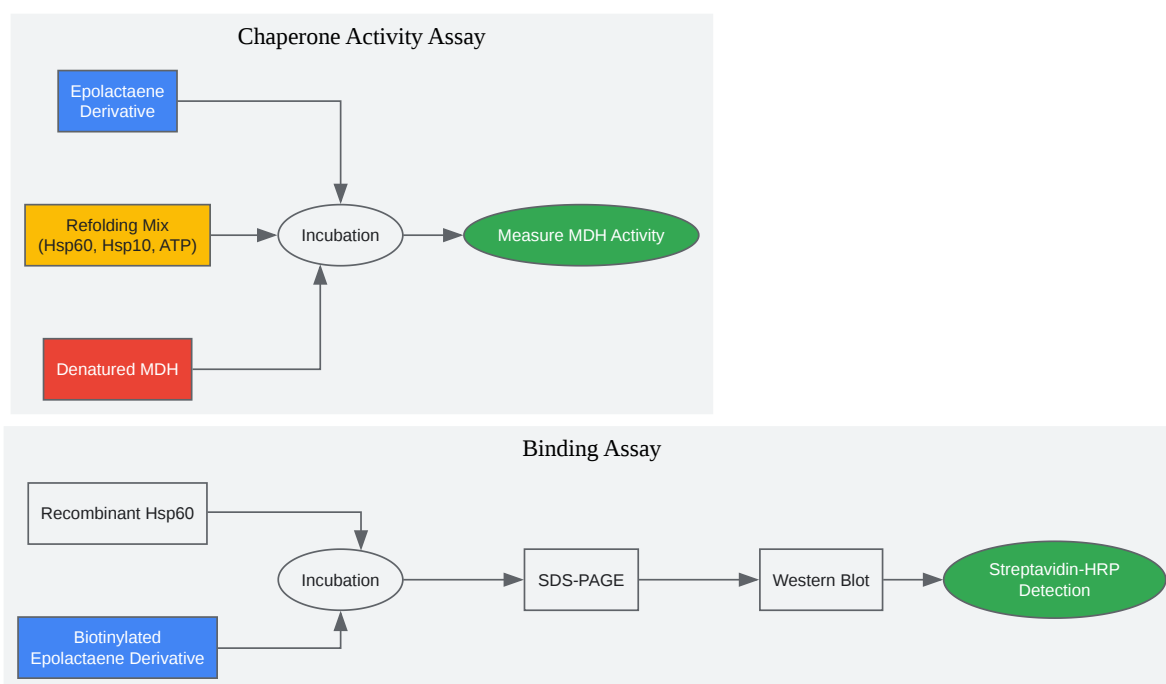 Chaperone Activity Assay
Epolactaene
Derivative
Refolding Mix
(Hsp60, Hsp10, ATP)
Incubation
Measure MDH Activity
Denatured MDH
Binding Assay
Recombinant Hsp60
Incubation
SDS-PAGE
Western Blot
Streptavidin-HRP
Detection
Biotinylated
Epolactaene Derivative